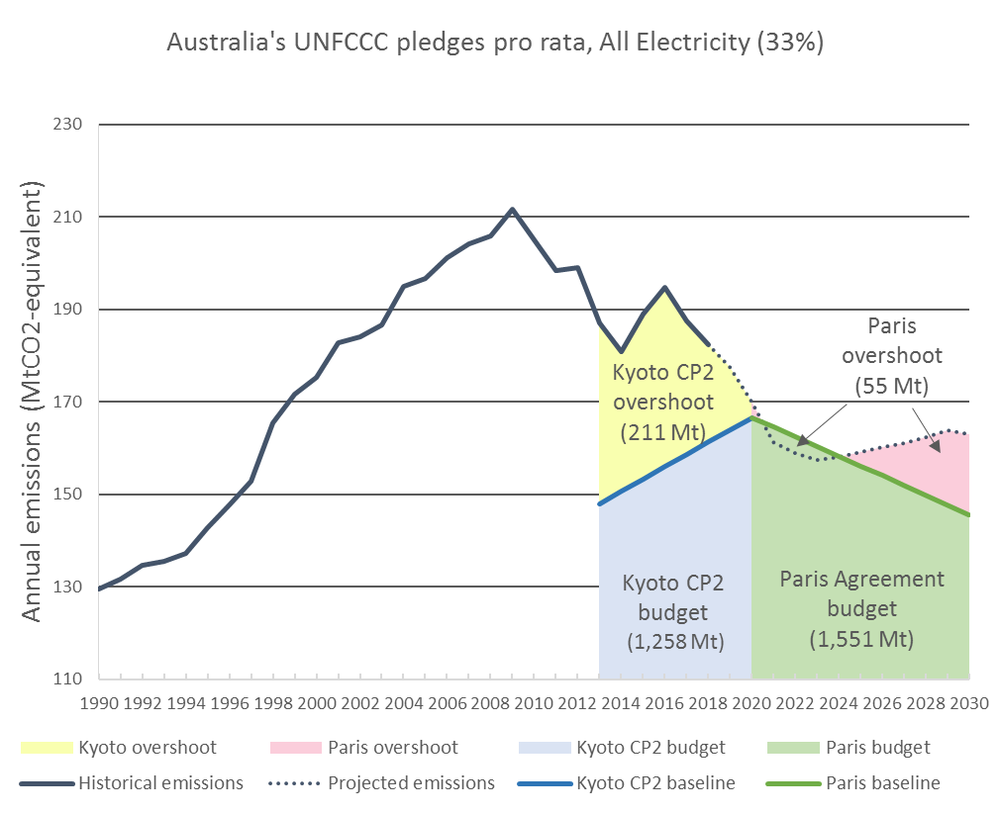 Australia's UNFCCC pledges pro rata, All Electricity (33%)
Annual emissions (MtCO2-equivalent)
230
210
190
170
150
130
110
Kyoto CP2
overshoot
(211 Mt)
Paris
overshoot
(55 Mt)
Kyoto CP2
budget
(1,258 Mt)
Paris Agreement
budget
(1,551 Mt)
1990 1992 1994 1996 1998 2000 2002 2004 2006 2008 2010 2012 2014 2016 2018 2020 2022 2024 2026 2028 2030
Kyoto overshoot Paris overshoot Kyoto CP2 budget Paris budget
Historical emissions Projected emissions Kyoto CP2 baseline Paris baseline